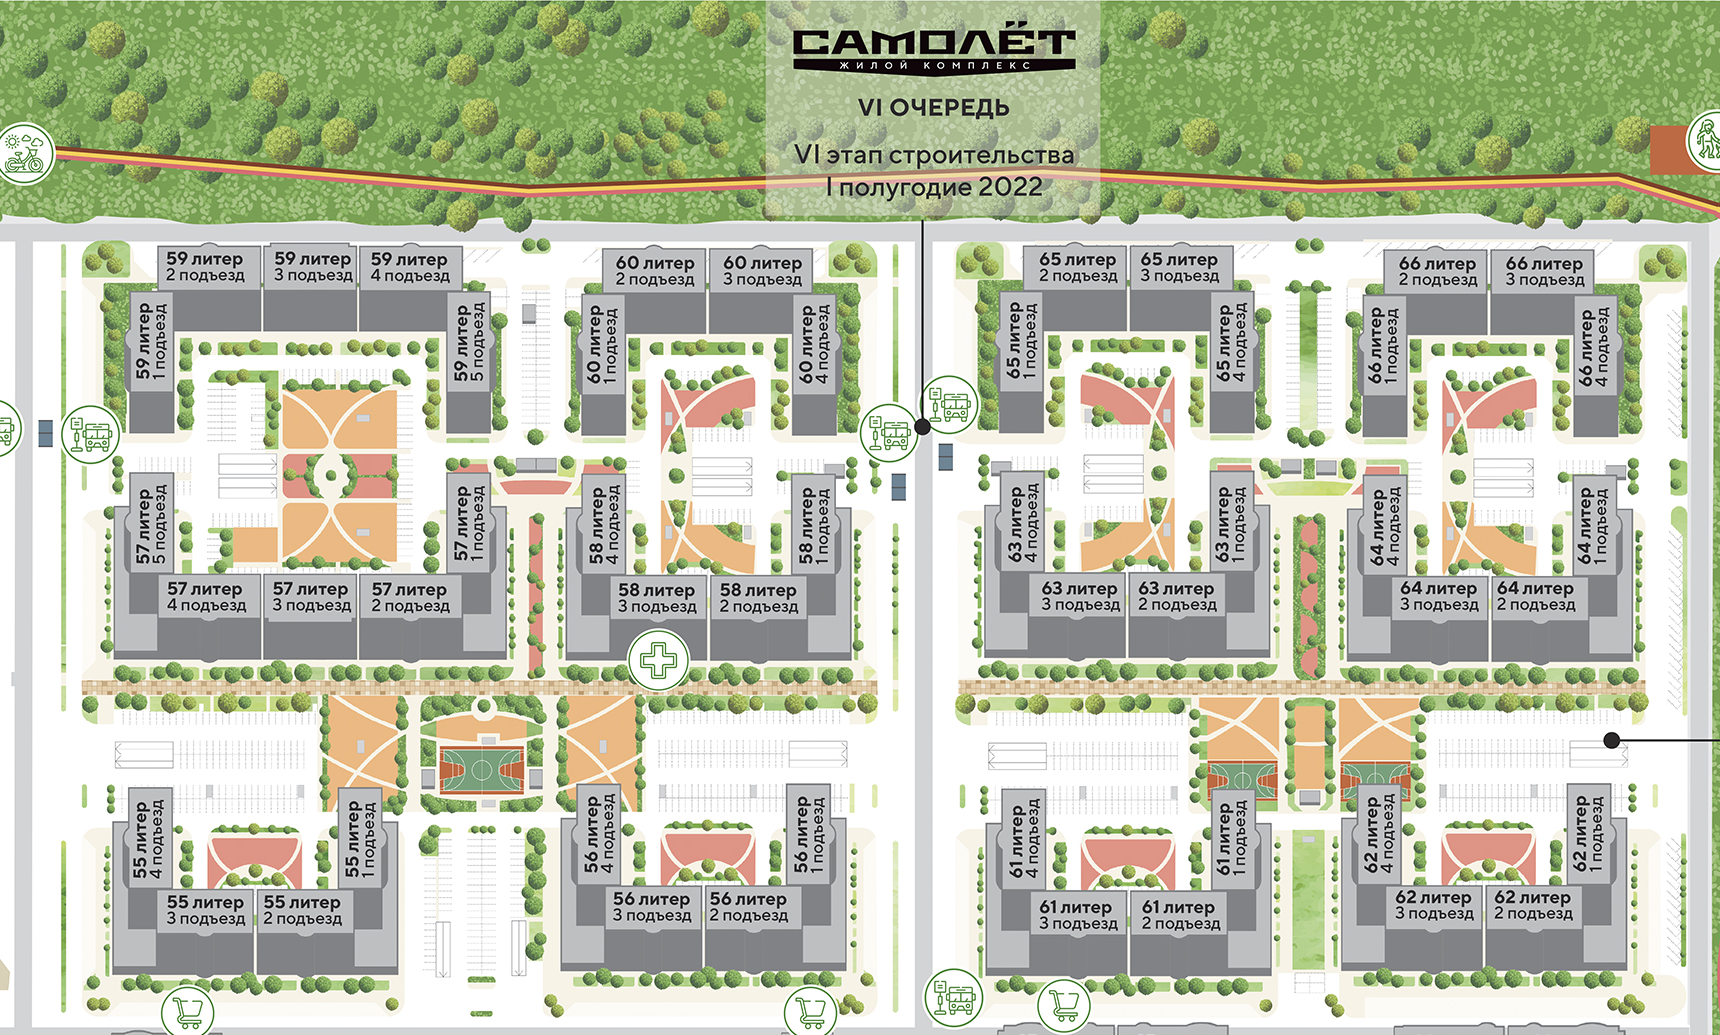 САМОЛЁТ
ЖИЛОЙ КОМПЛЕКС
VI ОЧЕРЕДЬ
VI этап строительства
I полугодие 2022
59 литер
2 подъезд
59 литер
3 подъезд
59 литер
4 подъезд
60 литер
2 подъезд
60 литер
3 подъезд
65 литер
2 подъезд
65 литер
3 подъезд
66 литер
2 подъезд
66 литер
3 подъезд
59 литер
1 подъезд
59 литер
5 подъезд
60 литер
1 подъезд
60 литер
4 подъезд
65 литер
1 подъезд
65 литер
4 подъезд
66 литер
1 подъезд
66 литер
4 подъезд
57 литер
5 подъезд
57 литер
1 подъезд
58 литер
4 подъезд
58 литер
1 подъезд
63 литер
4 подъезд
63 литер
1 подъезд
64 литер
4 подъезд
64 литер
1 подъезд
57 литер
4 подъезд
57 литер
3 подъезд
57 литер
2 подъезд
58 литер
3 подъезд
58 литер
2 подъезд
63 литер
3 подъезд
63 литер
2 подъезд
64 литер
3 подъезд
64 литер
2 подъезд
55 литер
4 подъезд
55 литер
1 подъезд
56 литер
4 подъезд
56 литер
1 подъезд
61 литер
4 подъезд
61 литер
1 подъезд
62 литер
4 подъезд
62 литер
1 подъезд
55 литер
3 подъезд
55 литер
2 подъезд
56 литер
3 подъезд
56 литер
2 подъезд
61 литер
3 подъезд
61 литер
2 подъезд
62 литер
3 подъезд
62 литер
2 подъезд